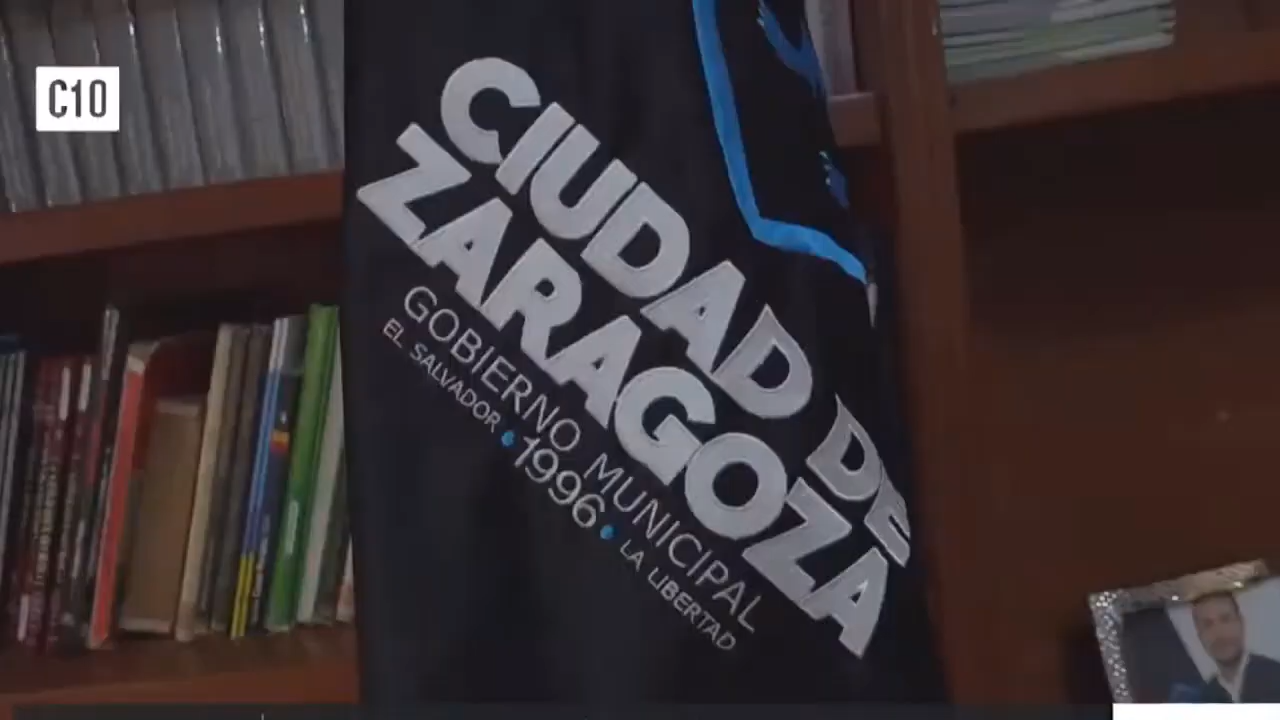 C10
CIUDAD DE
ZARAGOZA
GOBIERNO MUNICIPAL
EL SALVADOR • 1996 • LA LIBERTAD